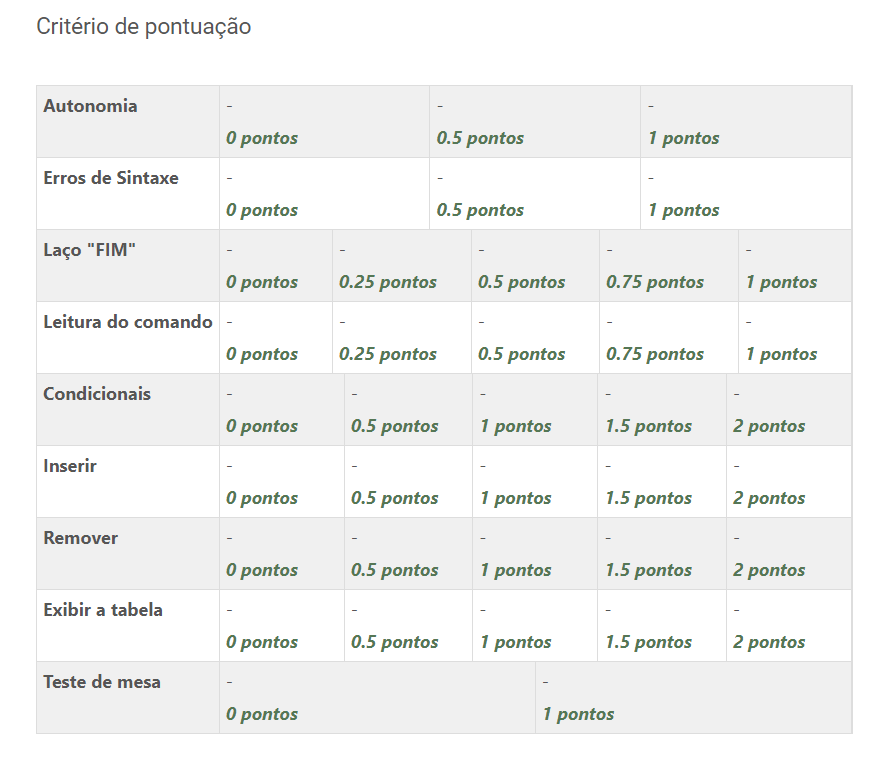 Critério de pontuação
Autonomia - - -
0 pontos 0.5 pontos 1 pontos
Erros de Sintaxe - - -
0 pontos 0.5 pontos 1 pontos
Laço "FIM" - - - - -
0 pontos 0.25 pontos 0.5 pontos 0.75 pontos 1 pontos
Leitura do comando - - - - -
0 pontos 0.25 pontos 0.5 pontos 0.75 pontos 1 pontos
Condicionais - - - - -
0 pontos 0.5 pontos 1 pontos 1.5 pontos 2 pontos
Inserir - - - - -
0 pontos 0.5 pontos 1 pontos 1.5 pontos 2 pontos
Remover - - - - -
0 pontos 0.5 pontos 1 pontos 1.5 pontos 2 pontos
Exibir a tabela - - - - -
0 pontos 0.5 pontos 1 pontos 1.5 pontos 2 pontos
Teste de mesa - -
0 pontos 1 pontos